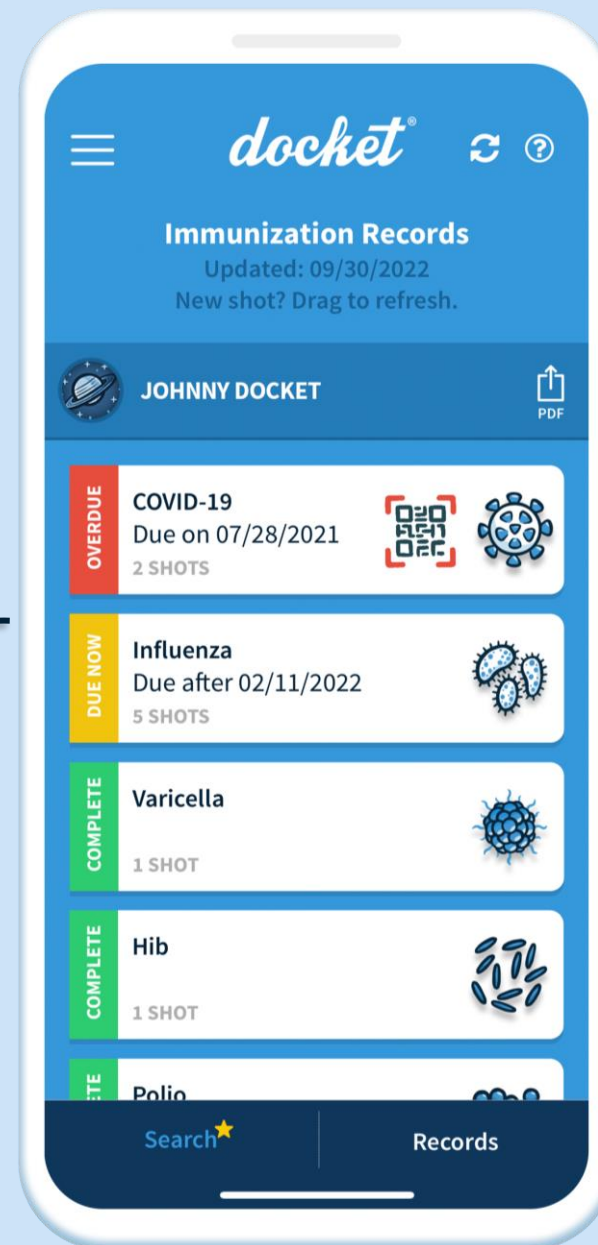 docket®
Immunization Records
Updated: 09/30/2022
New shot? Drag to refresh.
JOHNNY DOCKET
PDF
OVERDUE
COVID-19
Due on 07/28/2021
2 SHOTS
DUE NOW
Influenza
Due after 02/11/2022
5 SHOTS
COMPLETE
Varicella
1 SHOT
COMPLETE
Hib
1 SHOT
Polio
Search
Records